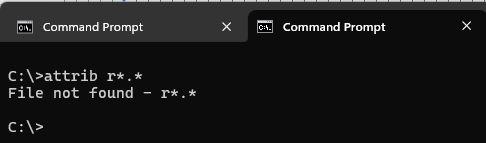 Command Prompt
Command Prompt
C:\>attrib r*.*
File not found - r*.*
C:\>